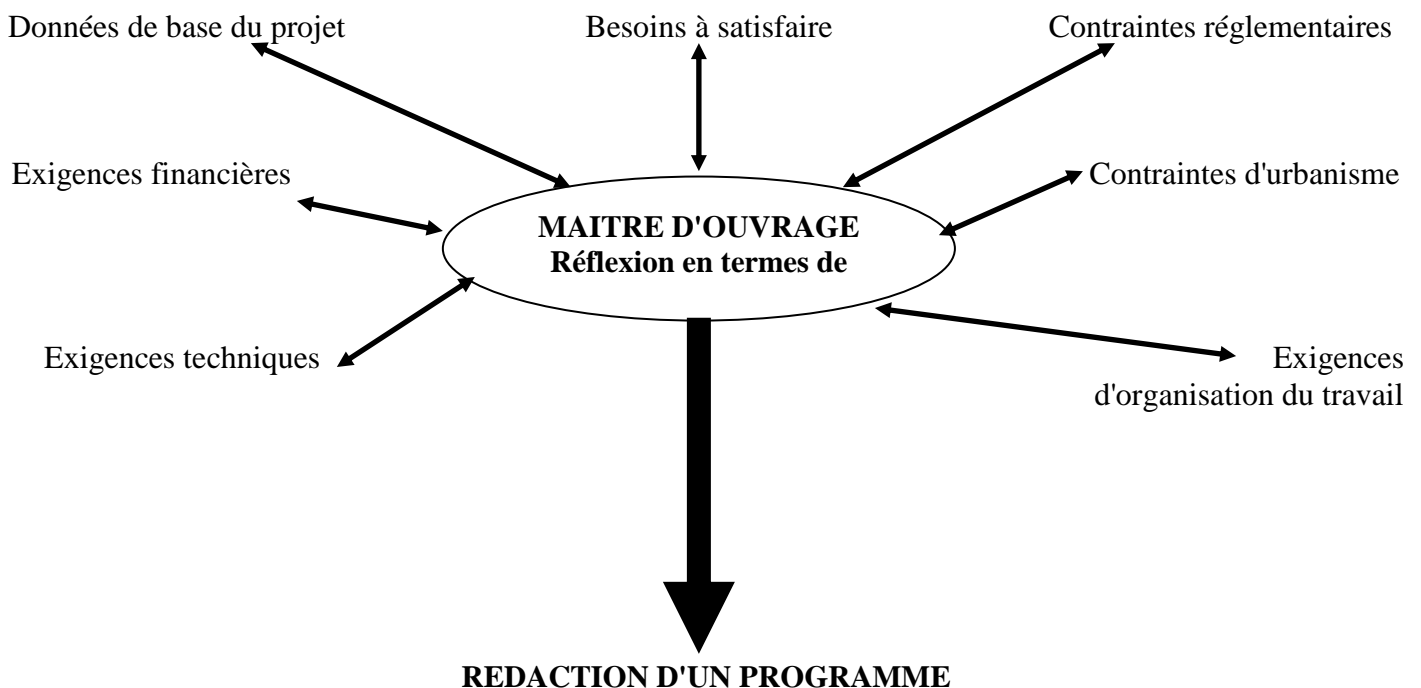 Données de base du projet
Besoins à satisfaire
Contraintes réglementaires
Exigences financières
Contraintes d'urbanisme
MAITRE D'OUVRAGE
Réflexion en termes de
Exigences techniques
Exigences
d'organisation du travail
REDACTION D'UN PROGRAMME